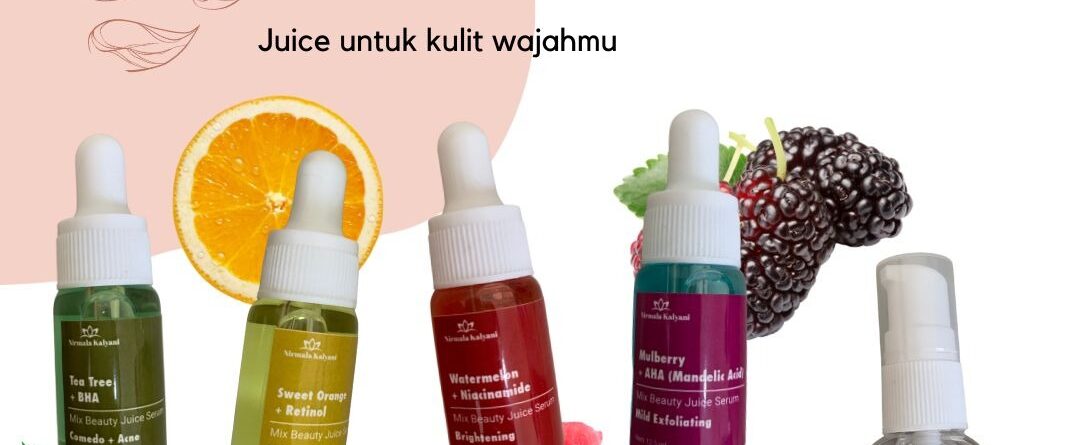 Juice untuk kulit wajahmu
Nirmala Kalyani
Tea Tree
+ BHA
Mix Beauty Juice Serum
Comedo + Acne
Nirmala Kalyani
Sweet Orange
+ Retinol
Mix Beauty Juice
Nirmala Kalyani
Watermelon
+ Niacinamide
Mix Beauty Juice Serum
Brightening
Nirmala Kalyani
Mulberry
+ AHA (Mandelic Acid)
Mix Beauty Juice Serum
Mild Exfoliating